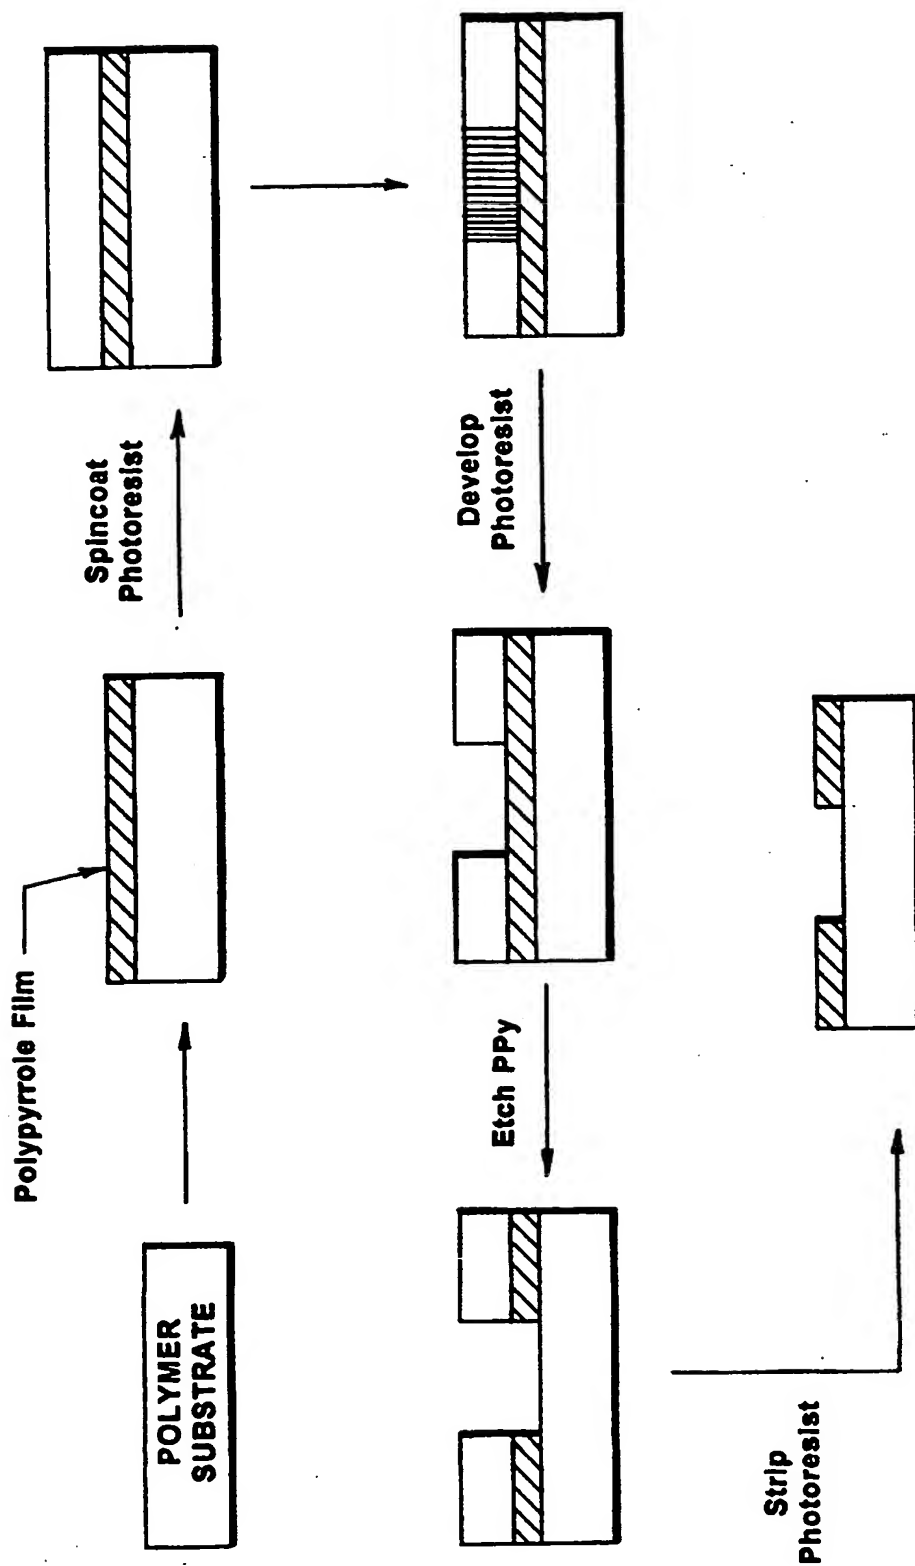 POLYMER
SUBSTRATE
Polypyrrole Film
Spincoat
Photoresist
Develop
Photoresist
Etch PPy
Strip
Photoresist